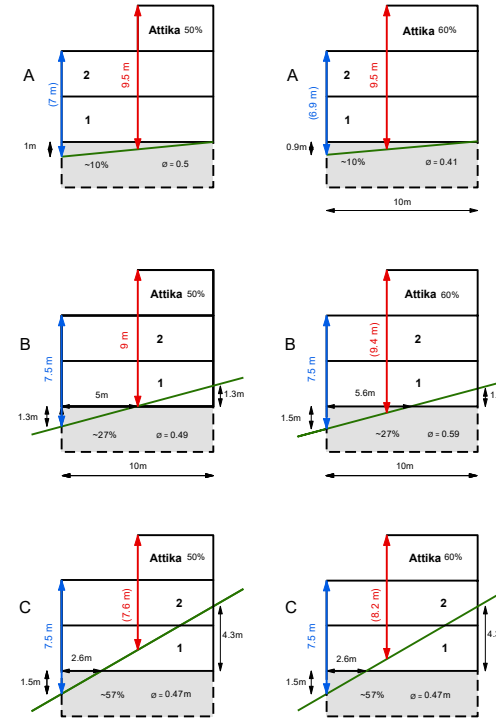 Attika 50%
A
2
1
(7 m)
9.5 m
1m
~10%
ø = 0.5
Attika 60%
A
2
1
(6.9 m)
9.5 m
0.9m
~10%
ø = 0.41
10m
Attika 50%
B
2
1
7.5 m
9 m
5m
1.3m
1.3m
~27%
ø = 0.49
10m
Attika 60%
B
2
1
7.5 m
(9.4 m)
5.6m
1.5m
~27%
ø = 0.59
10m
Attika 50%
C
2
1
7.5 m
(7.6 m)
2.6m
4.3m
1.5m
~57%
ø = 0.47m
Attika 60%
C
2
1
7.5 m
(8.2 m)
2.6m
1.5m
~57%
ø = 0.47m